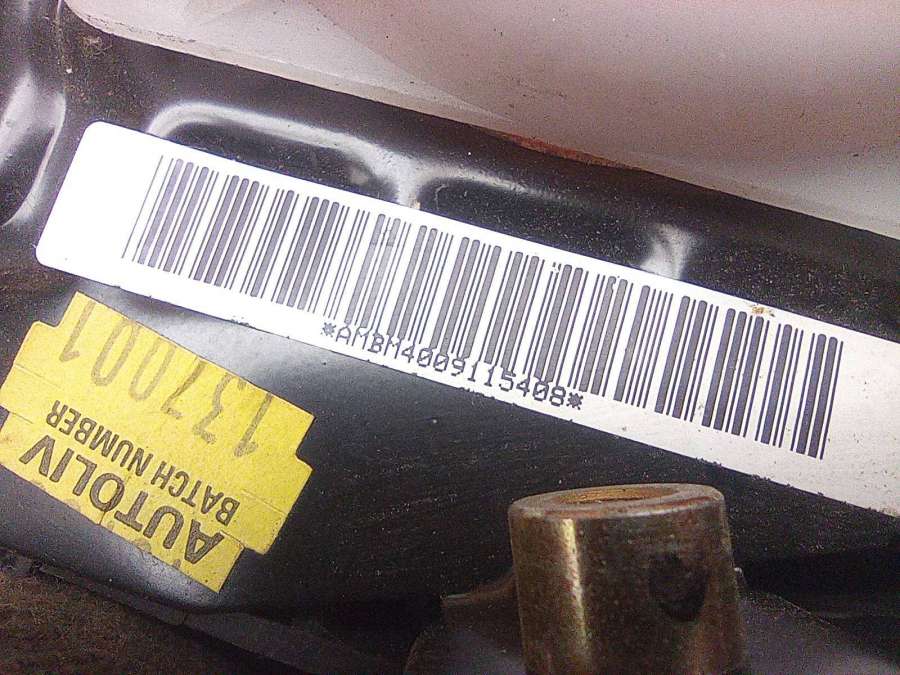 *AMBM4009115408*
AUTOLIV
BATCH NUMBER
137001